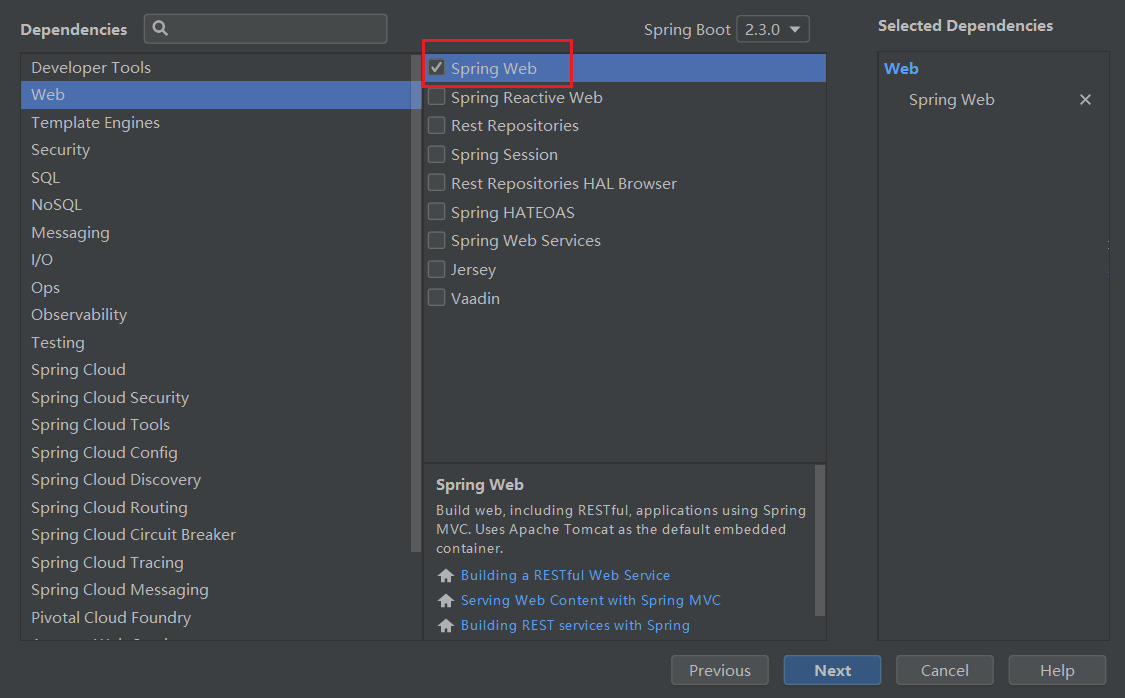 Dependencies
Spring Boot 2.3.0
Selected Dependencies
Developer Tools
Web
Template Engines
Security
SQL
NoSQL
Messaging
I/O
Ops
Observability
Testing
Spring Cloud
Spring Cloud Security
Spring Cloud Tools
Spring Cloud Config
Spring Cloud Discovery
Spring Cloud Routing
Spring Cloud Circuit Breaker
Spring Cloud Tracing
Spring Cloud Messaging
Pivotal Cloud Foundry
Spring Web
Spring Reactive Web
Rest Repositories
Spring Session
Rest Repositories HAL Browser
Spring HATEOAS
Spring Web Services
Jersey
Vaadin
Spring Web
Build web, including RESTful, applications using Spring
MVC. Uses Apache Tomcat as the default embedded
container.
Building a RESTful Web Service
Serving Web Content with Spring MVC
Building REST services with Spring
Web
Spring Web
Previous
Next
Cancel
Help